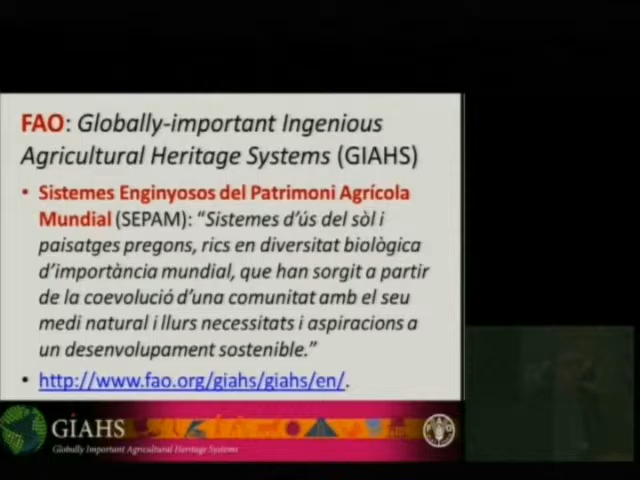 FAO: Globally-important Ingenious
Agricultural Heritage Systems (GIAHS)
• Sistemes Enginyosos del Patrimoni Agrícola
Mundial (SEPAM): “Sistemes d’ús del sòl i
paisatges pregons, rics en diversitat biològica
d’importància mundial, que han sorgit a partir
de la coevolució d’una comunitat amb el seu
medi natural i llurs necessitats i aspiracions a
un desenvolupament sostenible.”
• http://www.fao.org/giahs/giahs/en/.
GIAHS
Globally Important Agricultural Heritage Systems
FAO